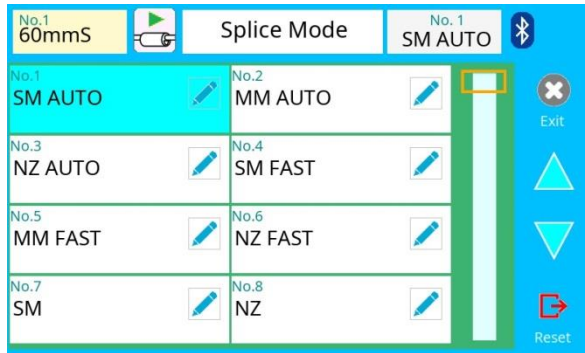 No.1
60mmS
Splice Mode
No. 1
SM AUTO
No.1
SM AUTO
No.2
MM AUTO
Exit
No.3
NZ AUTO
No.4
SM FAST
No.5
MM FAST
No.6
NZ FAST
No.7
SM
No.8
NZ
Reset